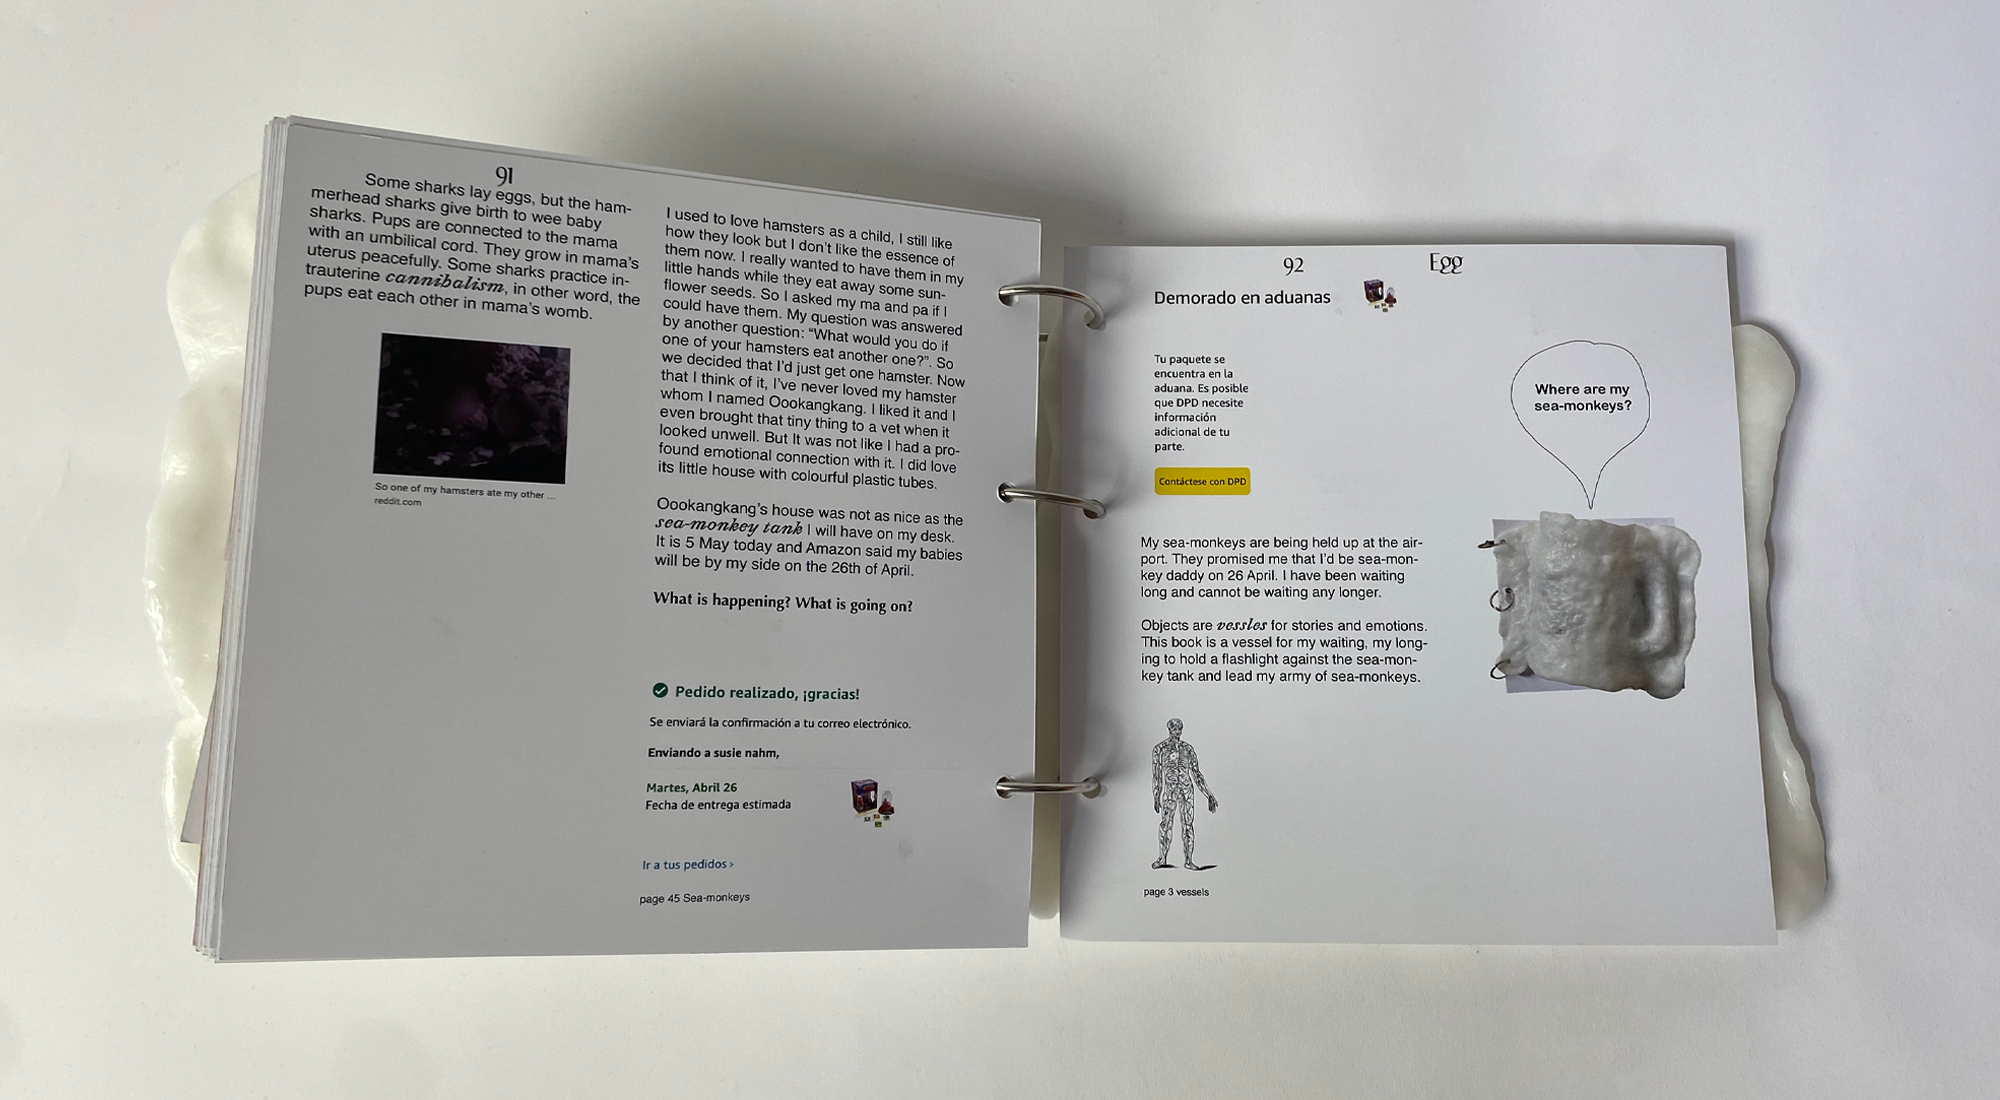 91
Some sharks lay eggs, but the ham-
merhead sharks give birth to wee baby
sharks. Pups are connected to the mama
with an umbilical cord. They grow in mama's
uterus peacefully. Some sharks practice in-
trauterine cannibalism, in other word, the
pups eat each other in mama's womb.
So one of my hamsters ate my other ...
reddit.com
I used to love hamsters as a child, I still like
how they look but I don't like the essence of
them now. I really wanted to have them in my
little hands while they eat away some sun-
flower seeds. So I asked my ma and pa if I
could have them. My question was answered
by another question: “What would you do if
one of your hamsters eat another one?”. So
we decided that I'd just get one hamster. Now
that I think of it, I've never loved my hamster
whom I named Oookangkang. I liked it and I
even brought that tiny thing to a vet when it
looked unwell. But It was not like I had a pro-
found emotional connection with it. I did love
its little house with colourful plastic tubes.
Oookangkang's house was not as nice as the
sea-monkey tank I will have on my desk.
It is 5 May today and Amazon said my babies
will be by my side on the 26th of April.
What is happening? What is going on?
Pedido realizado, ¡gracias!
Se enviará la confirmación a tu correo electrónico.
Enviando a susie nahm,
Martes, Abril 26
Fecha de entrega estimada
Ir a tus pedidos ›
page 45 Sea-monkeys
92 Egg
Demorado en aduanas
Tu paquete se
encuentra en la
aduana. Es posible
que DPD necesite
información
adicional de tu
parte.
Contáctese con DPD
Where are my
sea-monkeys?
My sea-monkeys are being held up at the air-
port. They promised me that I'd be sea-mon-
key daddy on 26 April. I have been waiting
long and cannot be waiting any longer.
Objects are vessles for stories and emotions.
This book is a vessel for my waiting, my long-
ing to hold a flashlight against the sea-mon-
key tank and lead my army of sea-monkeys.
page 3 vessels